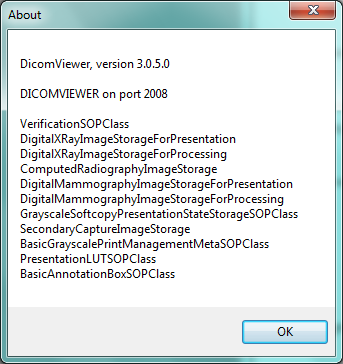 About
DicomViewer, version 3.0.5.0
DICOMVIEWER on port 2008
VerificationSOPClass
DigitalXRayImageStorageForPresentation
DigitalXRayImageStorageForProcessing
ComputedRadiographyImageStorage
DigitalMammographyImageStorageForPresentation
DigitalMammographyImageStorageForProcessing
GrayscaleSoftcopyPresentationStateStorageSOPClass
SecondaryCaptureImageStorage
BasicGrayscalePrintManagementMetaSOPClass
PresentationLUTSOPClass
BasicAnnotationBoxSOPClass
OK